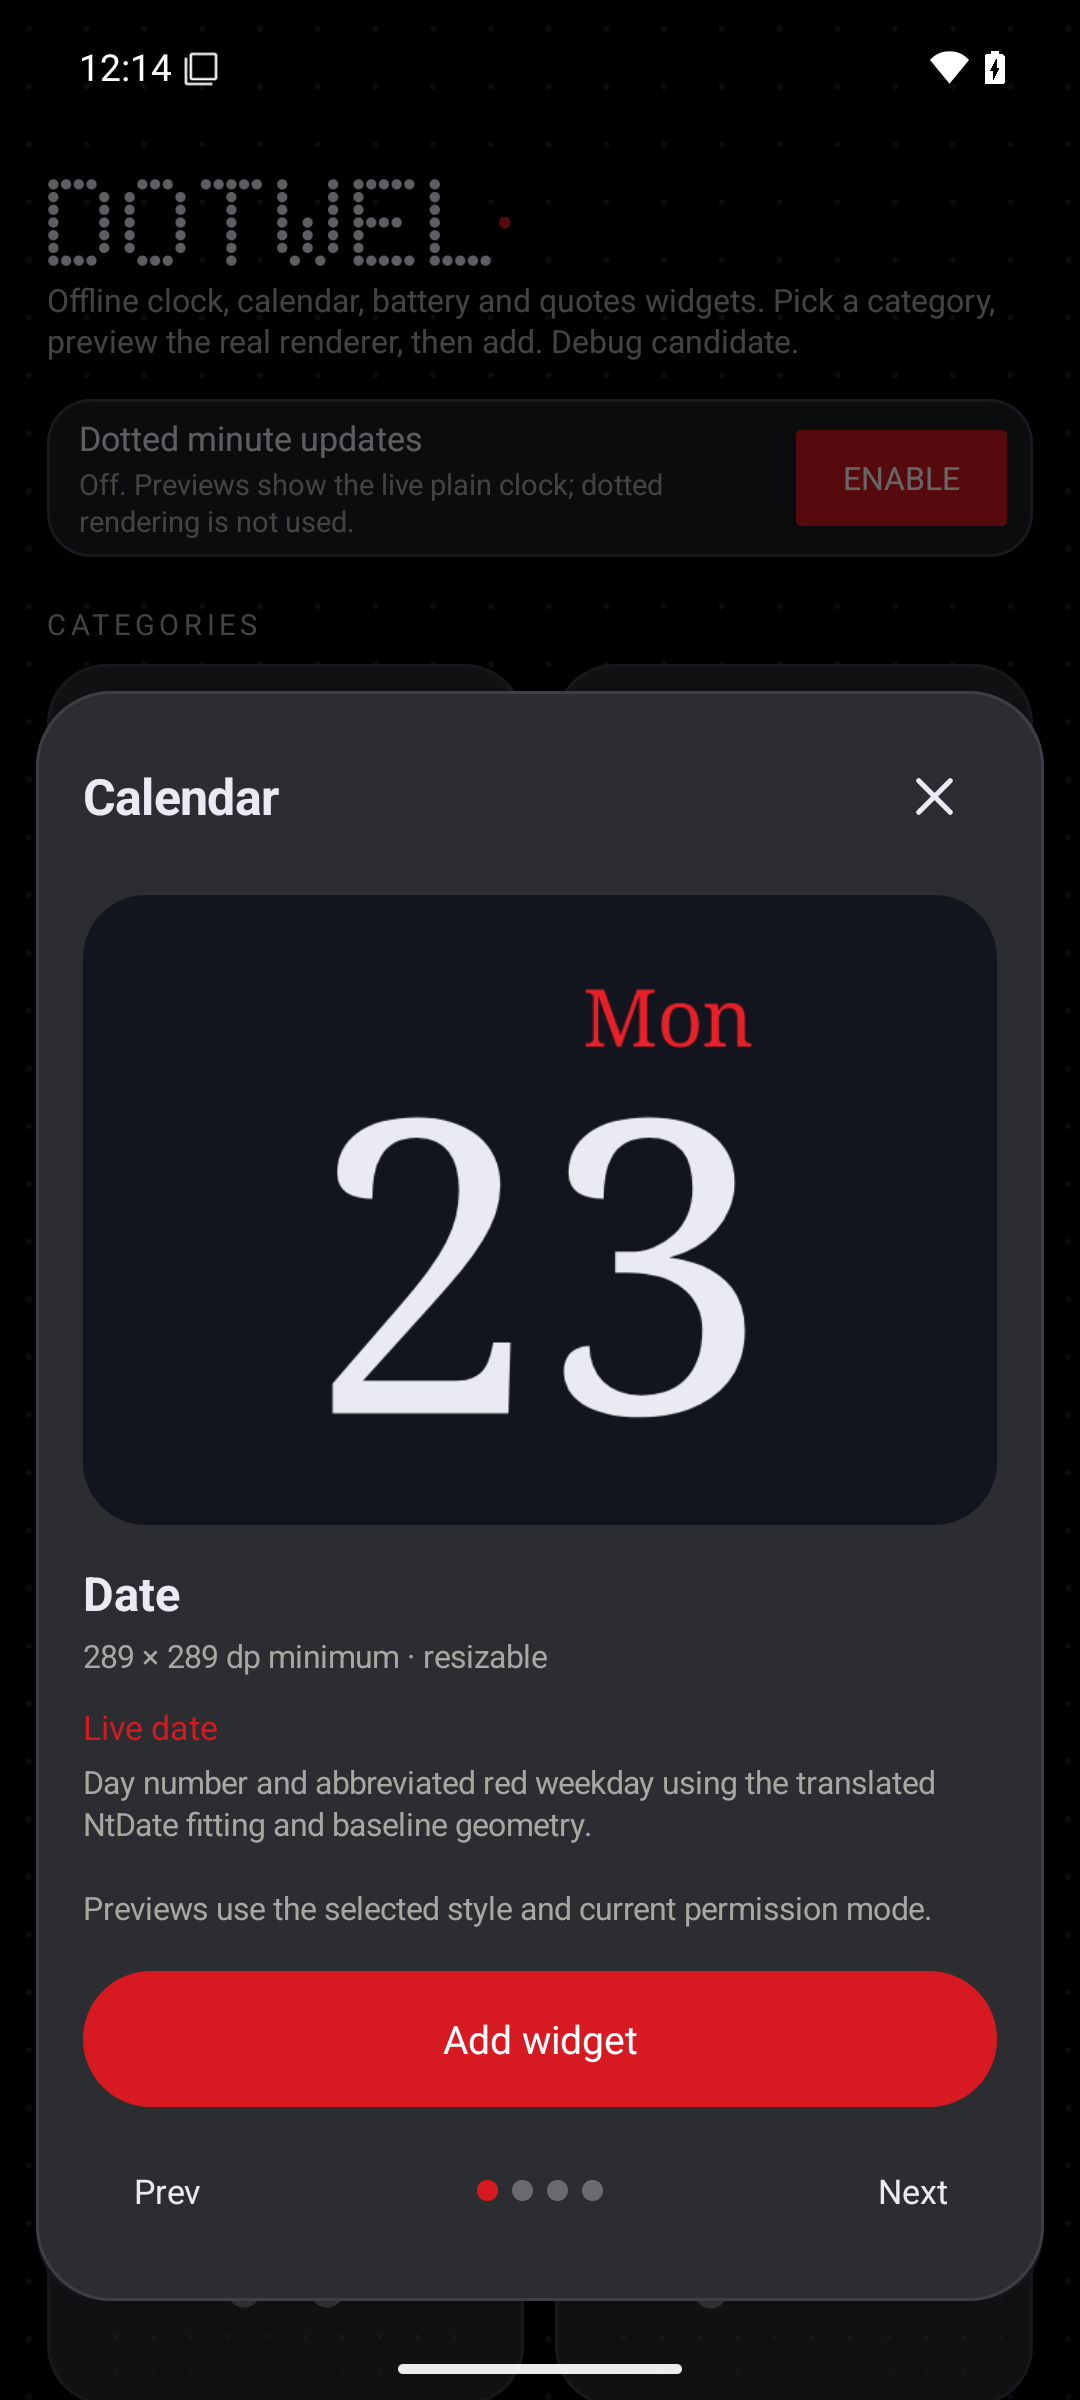 12:14
DOTWEL
Offline clock, calendar, battery and quotes widgets. Pick a category,
preview the real renderer, then add. Debug candidate.
Dotted minute updates
Off. Previews show the live plain clock; dotted
rendering is not used.
ENABLE
CATEGORIES
Calendar
Mon
23
Date
289 × 289 dp minimum · resizable
Live date
Day number and abbreviated red weekday using the translated
NtDate fitting and baseline geometry.
Previews use the selected style and current permission mode.
Add widget
Prev
Next